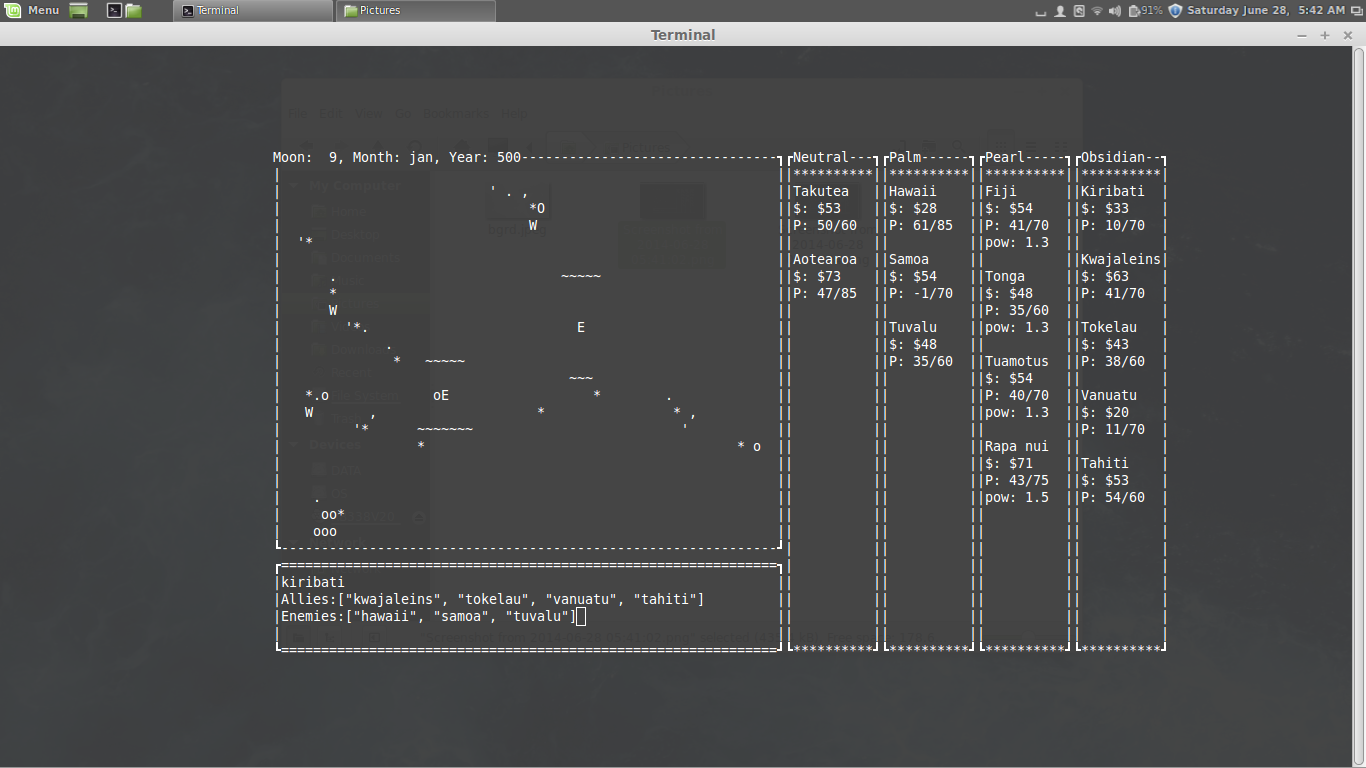 Menu
Terminal
Pictures
91%
Saturday June 28, 5:42 AM
Terminal
Moon:  9, Month: jan, Year: 500
' . ,
*O
W
'*
.
~~~~~
*
W
'*.
E
.
*
~~~~~
~~~
*.o
oE
*
.
W
,
*
* ,
'*
~~~~~~~
'
*
* o
.
oo*
ooo
kiribati
Allies:["kwajaleins", "tokelau", "vanuatu", "tahiti"]
Enemies:["hawaii", "samoa", "tuvalu"]
Neutral
**********
Takutea
$: $53
P: 50/60
Aotearoa
$: $73
P: 47/85
**********
Palm
**********
Hawaii
$: $28
P: 61/85
Samoa
$: $54
P: -1/70
Tuvalu
$: $48
P: 35/60
**********
Pearl
**********
Fiji
$: $54
P: 41/70
pow: 1.3
Tonga
$: $48
P: 35/60
pow: 1.3
Tuamotus
$: $54
P: 40/70
pow: 1.3
Rapa nui
$: $71
P: 43/75
pow: 1.5
**********
Obsidian
**********
Kiribati
$: $33
P: 10/70
Kwajaleins
$: $63
P: 41/70
Tokelau
$: $43
P: 38/60
Vanuatu
$: $20
P: 11/70
Tahiti
$: $53
P: 54/60
**********